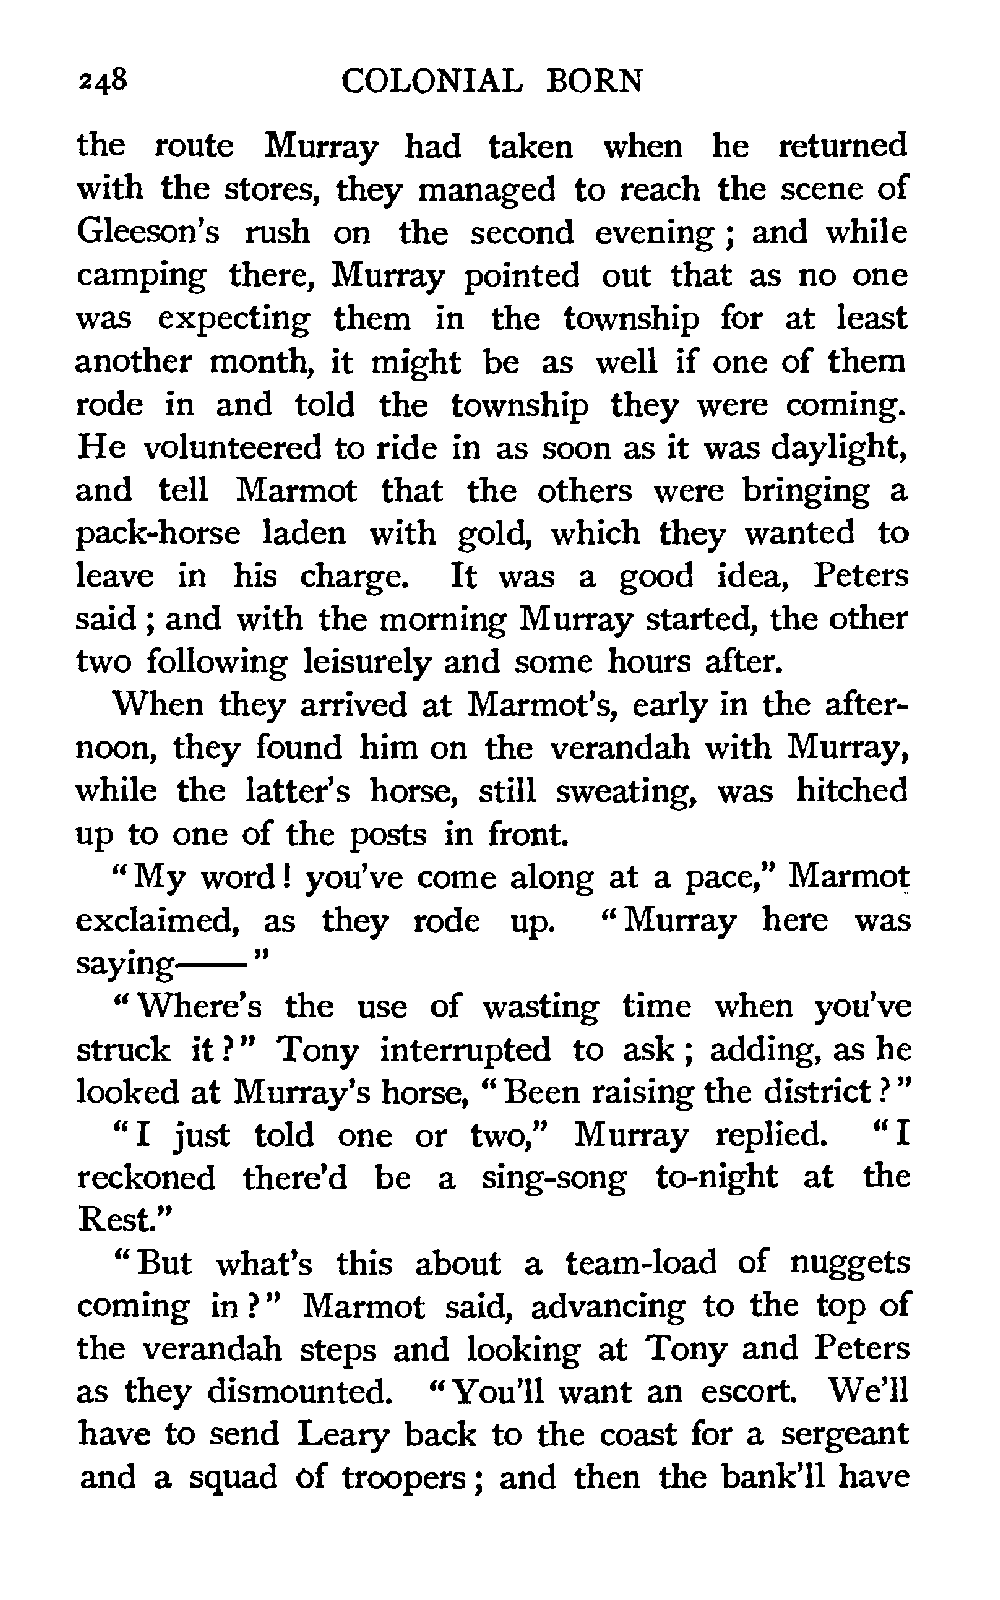 248 COLONIAL BORN
the route Murray had taken when he returned
with the stores, they managed to reach the scene of
Gleeson's rush on the second evening ; and while
camping there, Murray pointed out that as no one
was expecting them in the township for at least
another month, it might be as well if one of them
rode in and told the township they were coming.
He volunteered to ride in as soon as it was daylight,
and tell Marmot that the others were bringing a
pack-horse laden with gold, which they wanted to
leave in his charge. It was a good idea, Peters
said ; and with the morning Murray started, the other
two following leisurely and some hours after.
When they arrived at Marmot's, early in the after-
noon, they found him on the verandah with Murray,
while the latter's horse, still sweating, was hitched
up to one of the posts in front.
"My word! you've come along at a pace," Marmot
exclaimed, as they rode up. "Murray here was
saying——"
"Where's the use of wasting time when you've
struck it?" Tony interrupted to ask ; adding, as he
looked at Murray's horse, "Been raising the district?"
"I just told one or two," Murray replied. "I
reckoned there'd be a sing-song to-night at the
Rest."
"But what's this about a team-load of nuggets
coming in?" Marmot said, advancing to the top of
the verandah steps and looking at Tony and Peters
as they dismounted. "You'll want an escort. We'll
have to send Leary back to the coast for a sergeant
and a squad of troopers ; and then the bank'll have